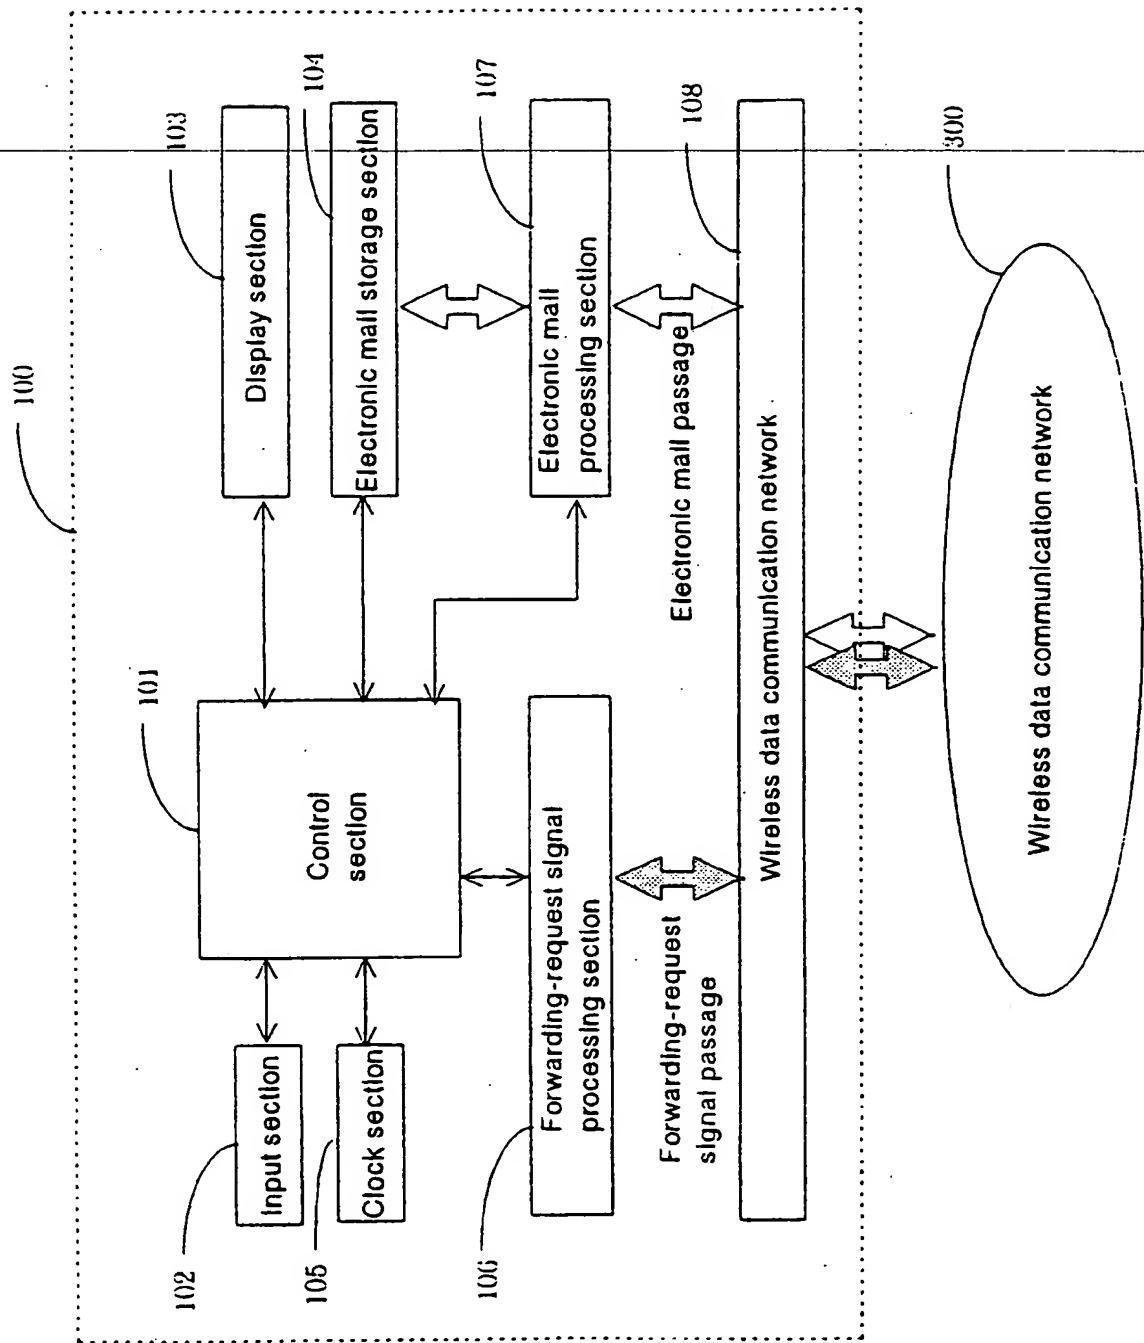 100
102
101
103
Input section
Control
section
Display section
105
104
Clock section
Electronic mail storage section
106
107
Forwarding-request signal
processing section
Electronic mail
processing section
Forwarding-request
signal passage
Electronic mail passage
108
Wireless data communication network
300
Wireless data communication network